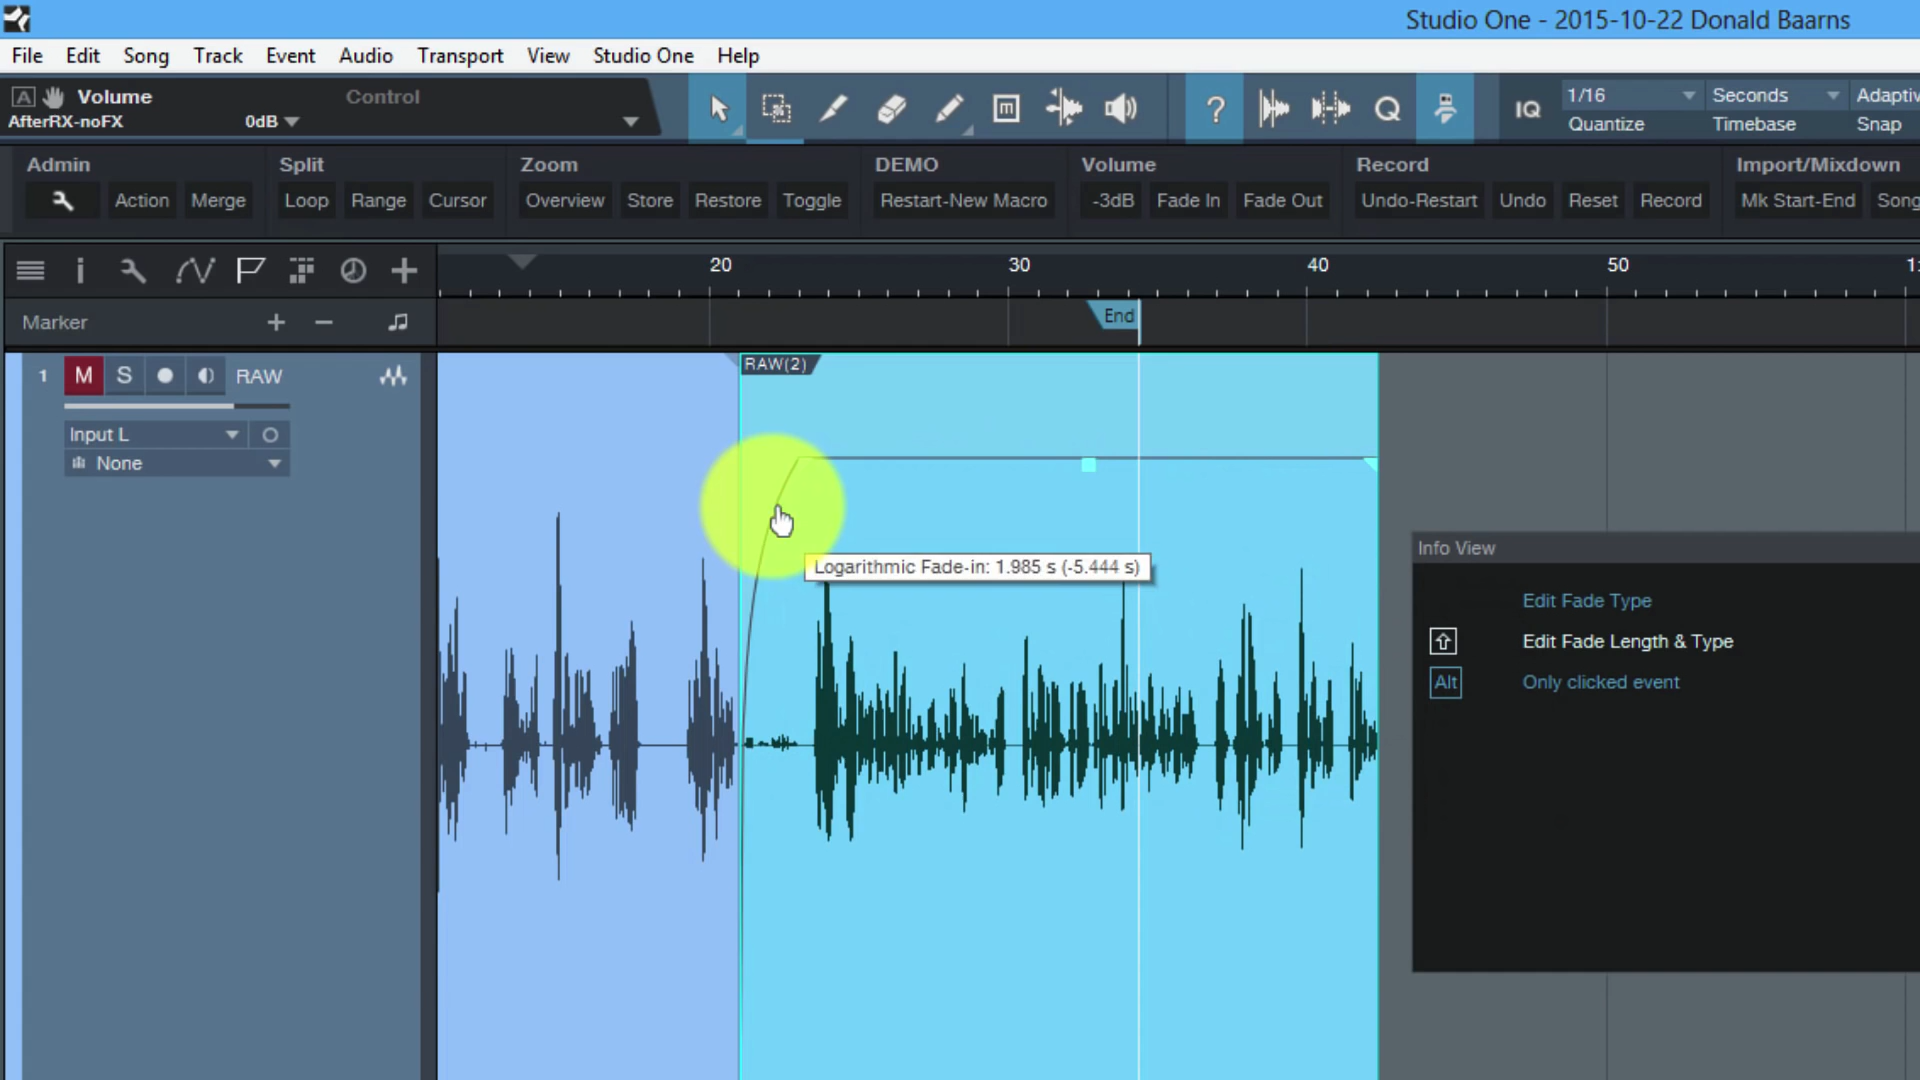 Studio One - 2015-10-22 Donald Baarns
File Edit Song Track Event Audio Transport View Studio One Help
A Volume Control
AfterRX-noFX 0dB
? Q IQ
1/16 Seconds Adaptiv
Quantize Timebase Snap
Admin Split Zoom DEMO Volume Record Import/Mixdown
Action Merge Loop Range Cursor Overview Store Restore Toggle Restart-New Macro -3dB Fade In Fade Out Undo-Restart Undo Reset Record Mk Start-End Song
20 30 40 50 1:
Marker End
1 M S RAW
RAW(2)
Input L
None
Logarithmic Fade-in: 1.985 s (-5.444 s)
Info View
Edit Fade Type
Edit Fade Length & Type
Alt Only clicked event